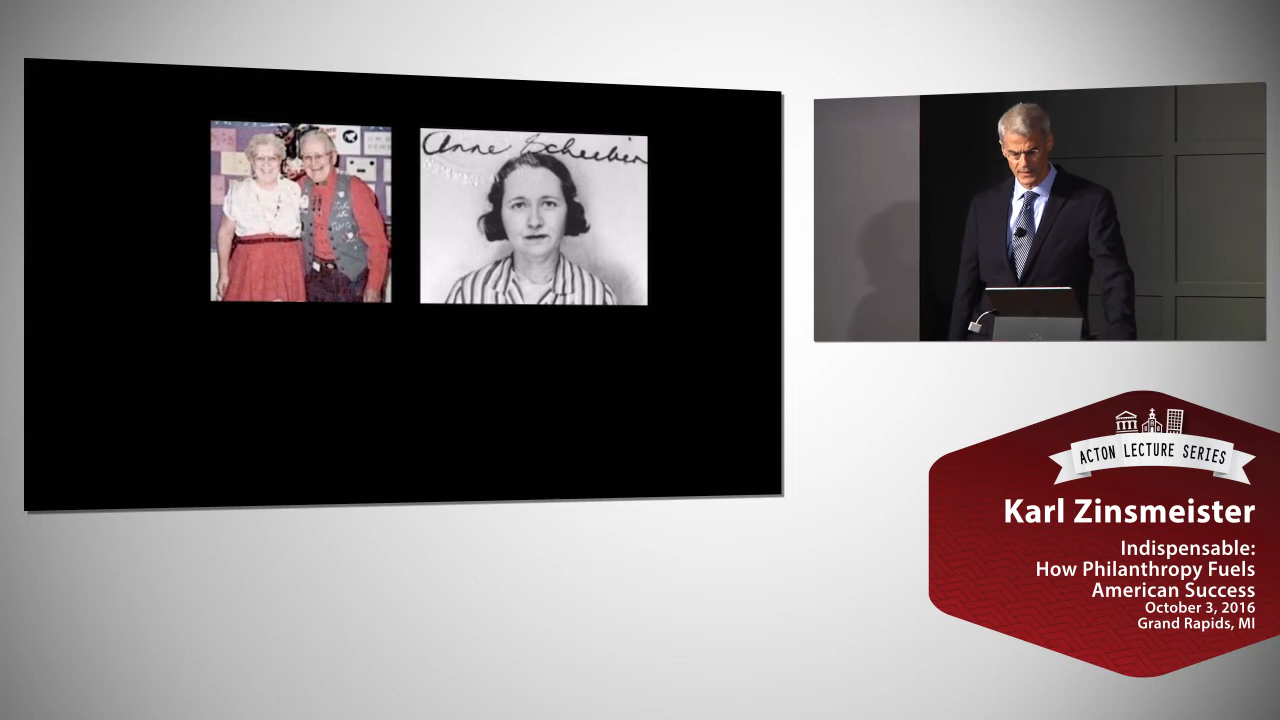 Anne Scheiber
ACTON LECTURE SERIES
Karl Zinsmeister
Indispensable:
How Philanthropy Fuels
American Success
October 3, 2016
Grand Rapids, MI